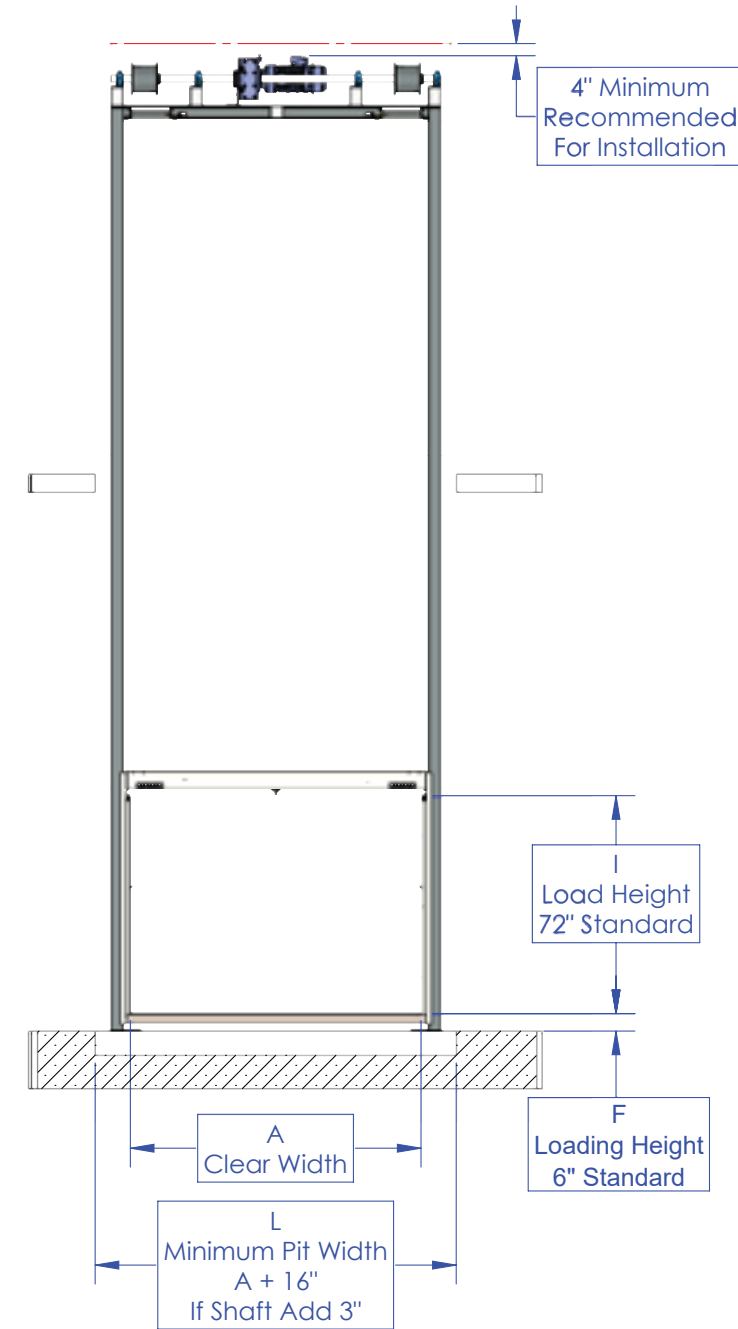 4" Minimum
Recommended
For Installation
I
Load Height
72" Standard
F
Loading Height
6" Standard
A
Clear Width
L
Minimum Pit Width
A + 16"
If Shaft Add 3"